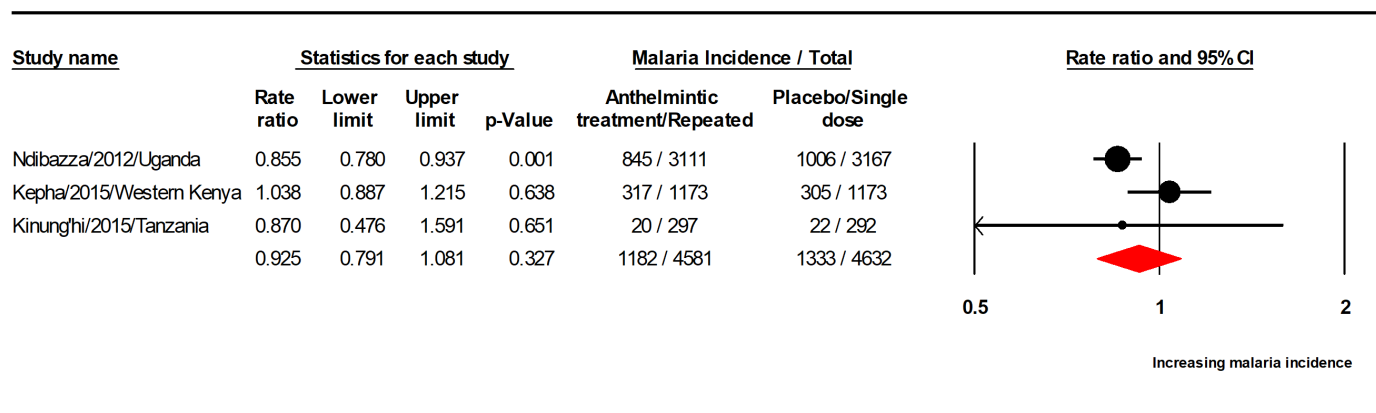 Study name Statistics for each study Malaria Incidence / Total Rate ratio and 95% CI
Rate ratio Lower limit Upper limit p-Value Anthelmintic treatment/Repeated Placebo/Single dose
Ndibazza/2012/Uganda 0.855 0.780 0.937 0.001 845 / 3111 1006 / 3167
Kepha/2015/Western Kenya 1.038 0.887 1.215 0.638 317 / 1173 305 / 1173
Kinung'hi/2015/Tanzania 0.870 0.476 1.591 0.651 20 / 297 22 / 292
0.925 0.791 1.081 0.327 1182 / 4581 1333 / 4632
0.5 1 2
Increasing malaria incidence